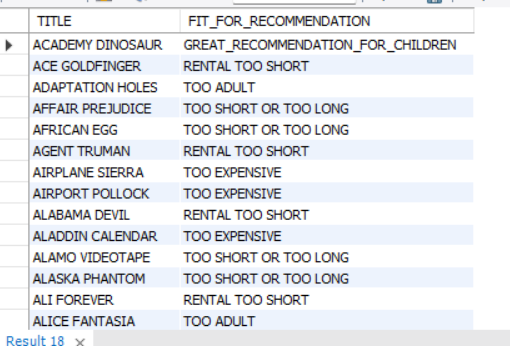 TITLE FIT_FOR_RECOMMENDATION
ACADEMY DINOSAUR GREAT_RECOMMENDATION_FOR_CHILDREN
ACE GOLDFINGER RENTAL TOO SHORT
ADAPTATION HOLES TOO ADULT
AFFAIR PREJUDICE TOO SHORT OR TOO LONG
AFRICAN EGG TOO SHORT OR TOO LONG
AGENT TRUMAN RENTAL TOO SHORT
AIRPLANE SIERRA TOO EXPENSIVE
AIRPORT POLLOCK TOO EXPENSIVE
ALABAMA DEVIL RENTAL TOO SHORT
ALADDIN CALENDAR TOO EXPENSIVE
ALAMO VIDEOTAPE TOO SHORT OR TOO LONG
ALASKA PHANTOM TOO SHORT OR TOO LONG
ALI FOREVER RENTAL TOO SHORT
ALICE FANTASIA TOO ADULT
Result 18